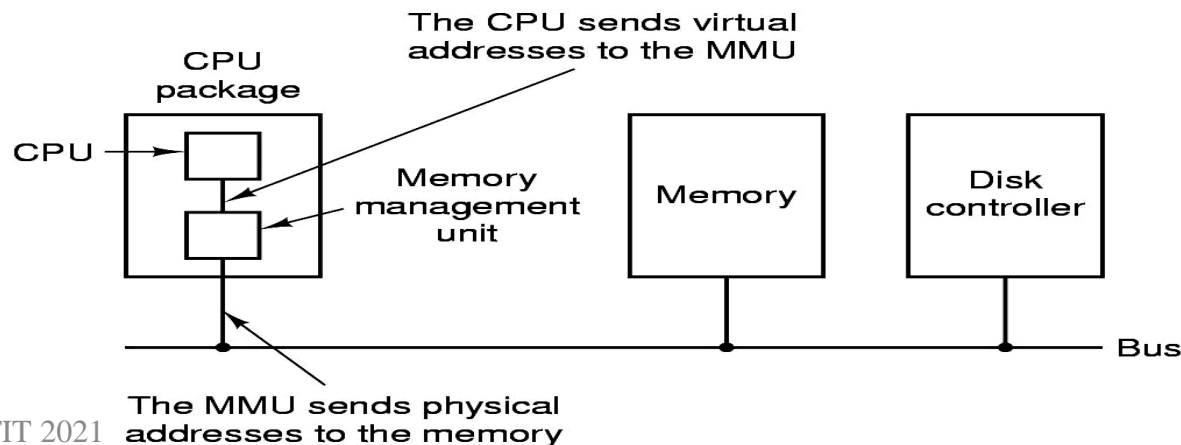 The CPU sends virtual
addresses to the MMU
CPU
package
CPU
Memory
management
unit
Memory
Disk
controller
Bus
The MMU sends physical
addresses to the memory
2021